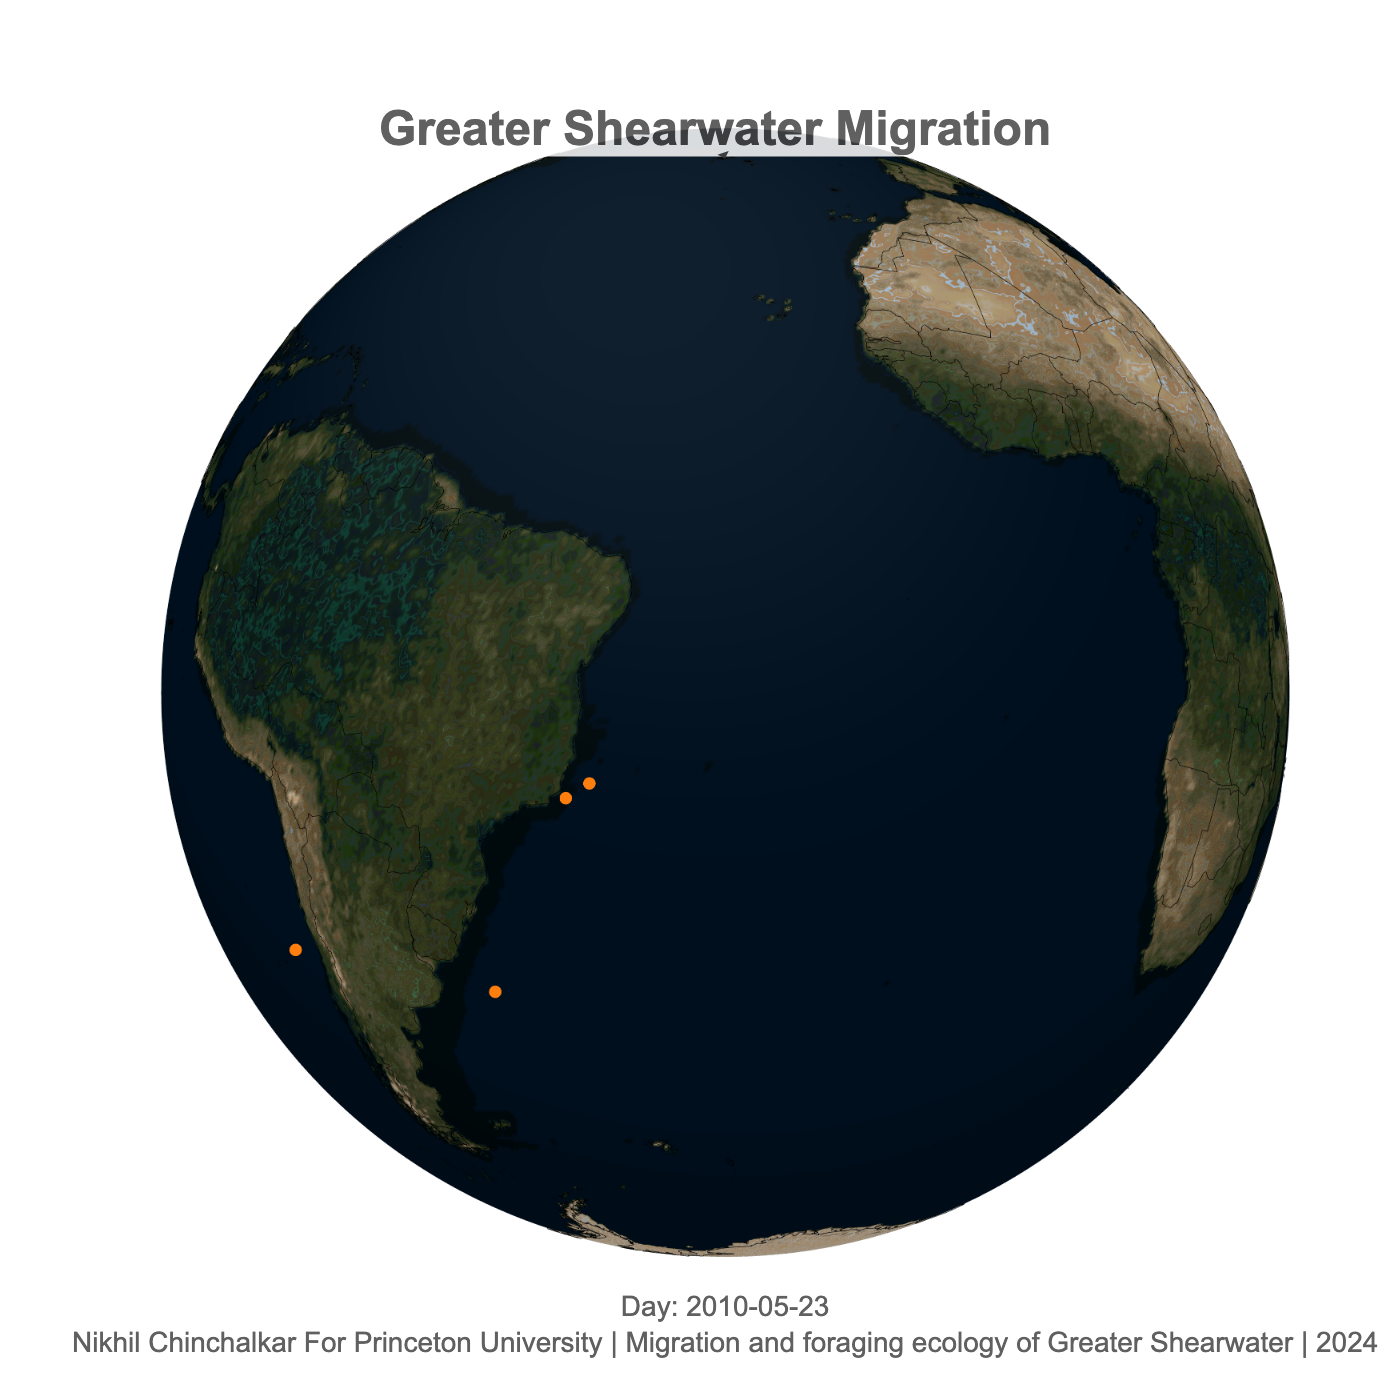 Greater Shearwater Migration
Day: 2010-05-23
Nikhil Chinchalkar For Princeton University | Migration and foraging ecology of Greater Shearwater | 2024